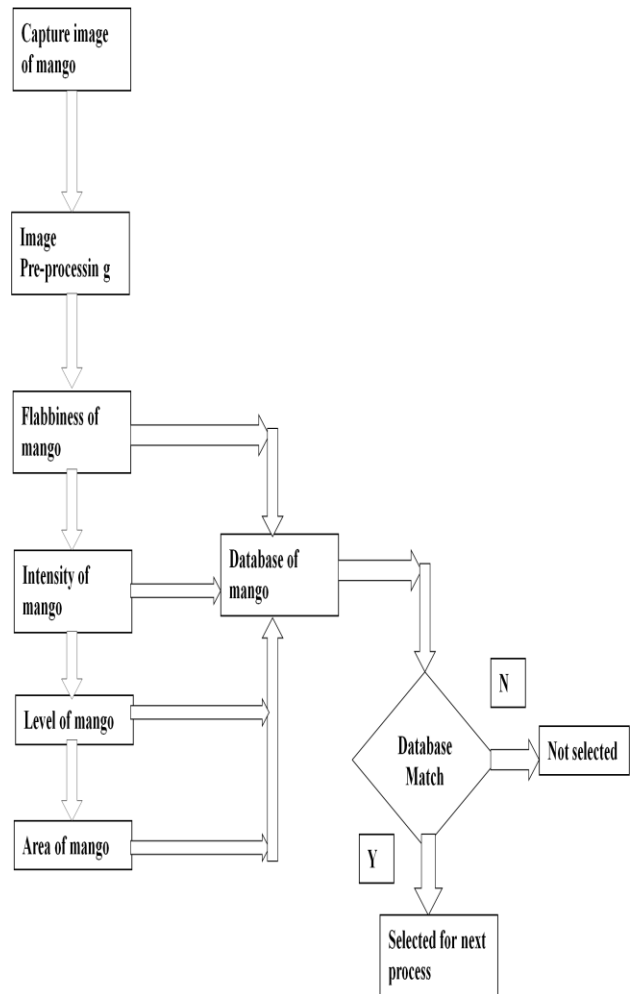 Capture image
of mango
Image
Pre-processin g
Flabbiness of
mango
Intensity of
mango
Level of mango
Area of mango
Database of
mango
Database
Match
N
Not selected
Y
Selected for next
process